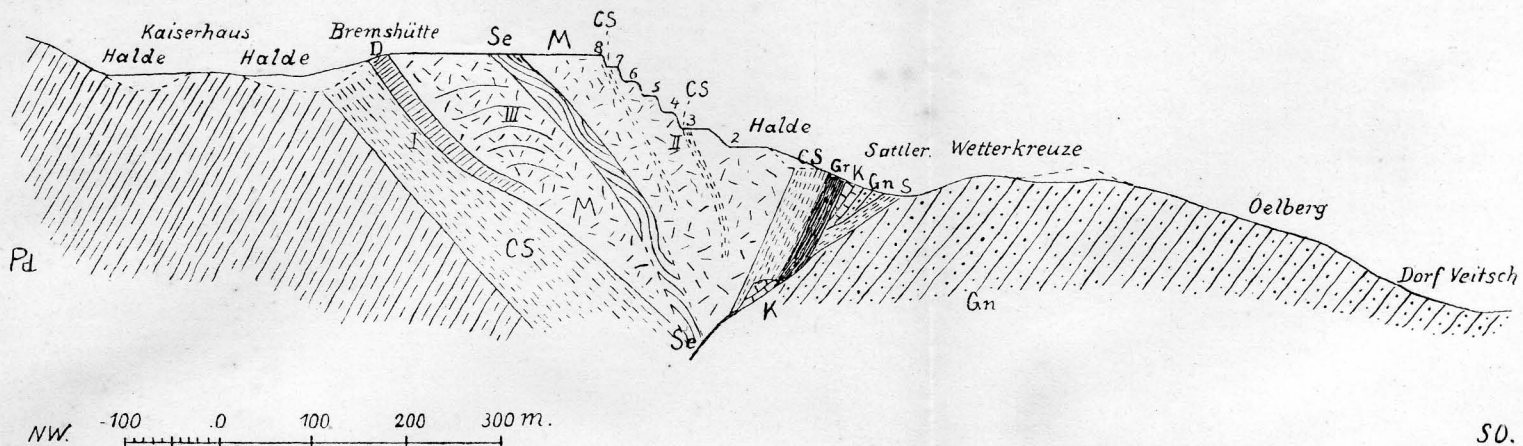 Kaiserhaus
Halde Halde
Bremshütte
D
Se
M
CS
8
7
6
5
4
CS
3
2
Halde
Sattler.
Wetterkreuze
Oelberg
Dorf Veitsch
I
III
II
M
CS
CS
Gr
K
Gn
S
Pd
Se
K
Gn
NW.
-100 .0 100 200 300 m.
SO.